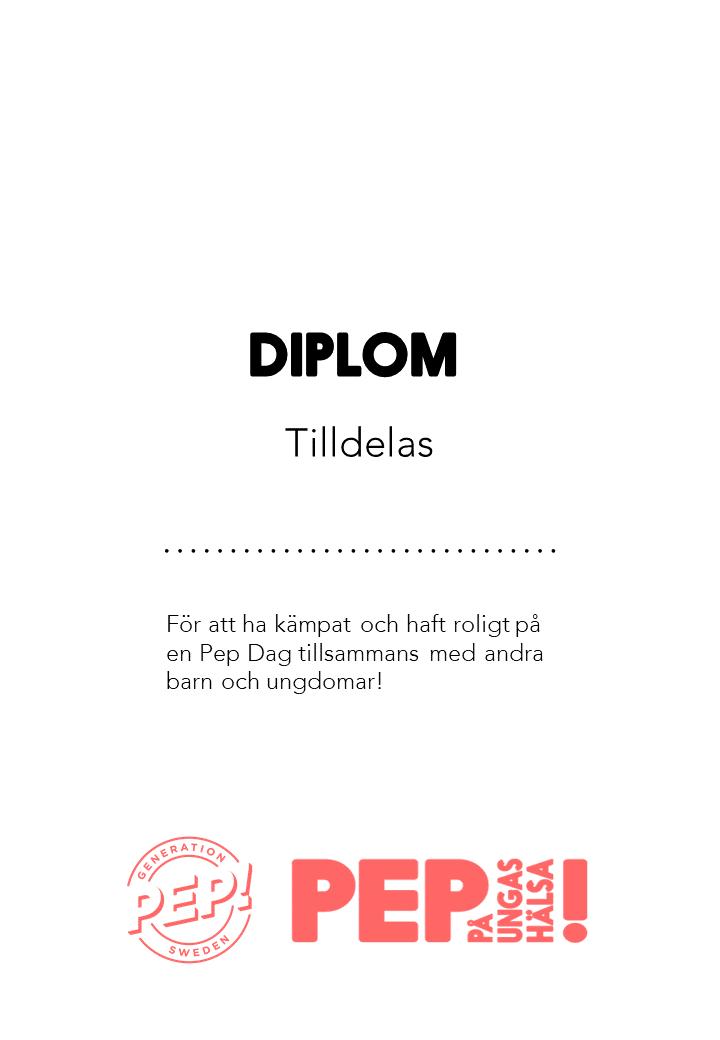 DIPLOM
Tilldelas
..............................
För att ha kämpat och haft roligt på
en Pep Dag tillsammans med andra
barn och ungdomar!
GENERATION
PEP!
SWEDEN
PEP PÅ UNGAS HÄLSA!